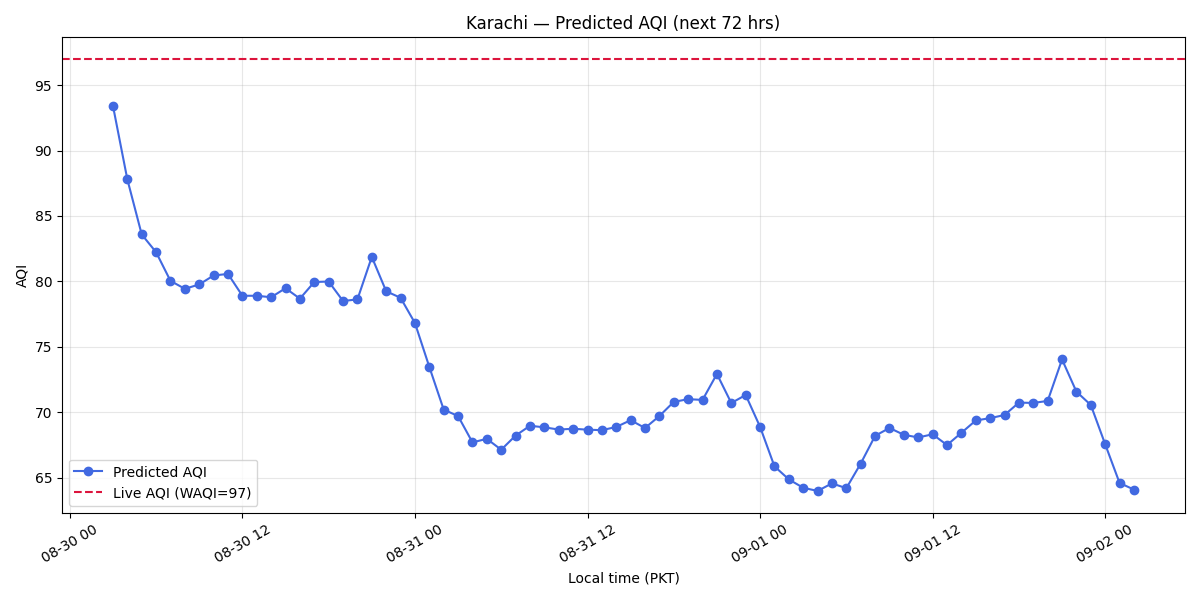 Karachi — Predicted AQI (next 72 hrs)
AQI
95
90
85
80
75
70
65
Predicted AQI
Live AQI (WAQI=97)
08-30 00
08-30 12
08-31 00
08-31 12
09-01 00
09-01 12
09-02 00
Local time (PKT)